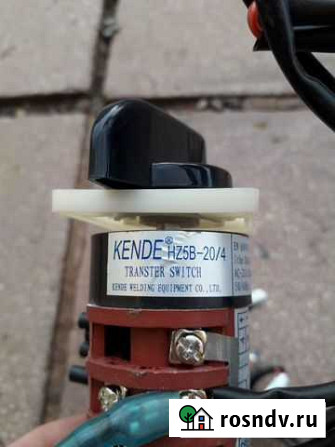 KENDE® HZ5B-20/4
TRANSTER SWITCH
KENDE WELDING EQUIPMENT CO., LTD.
rosndv.ru